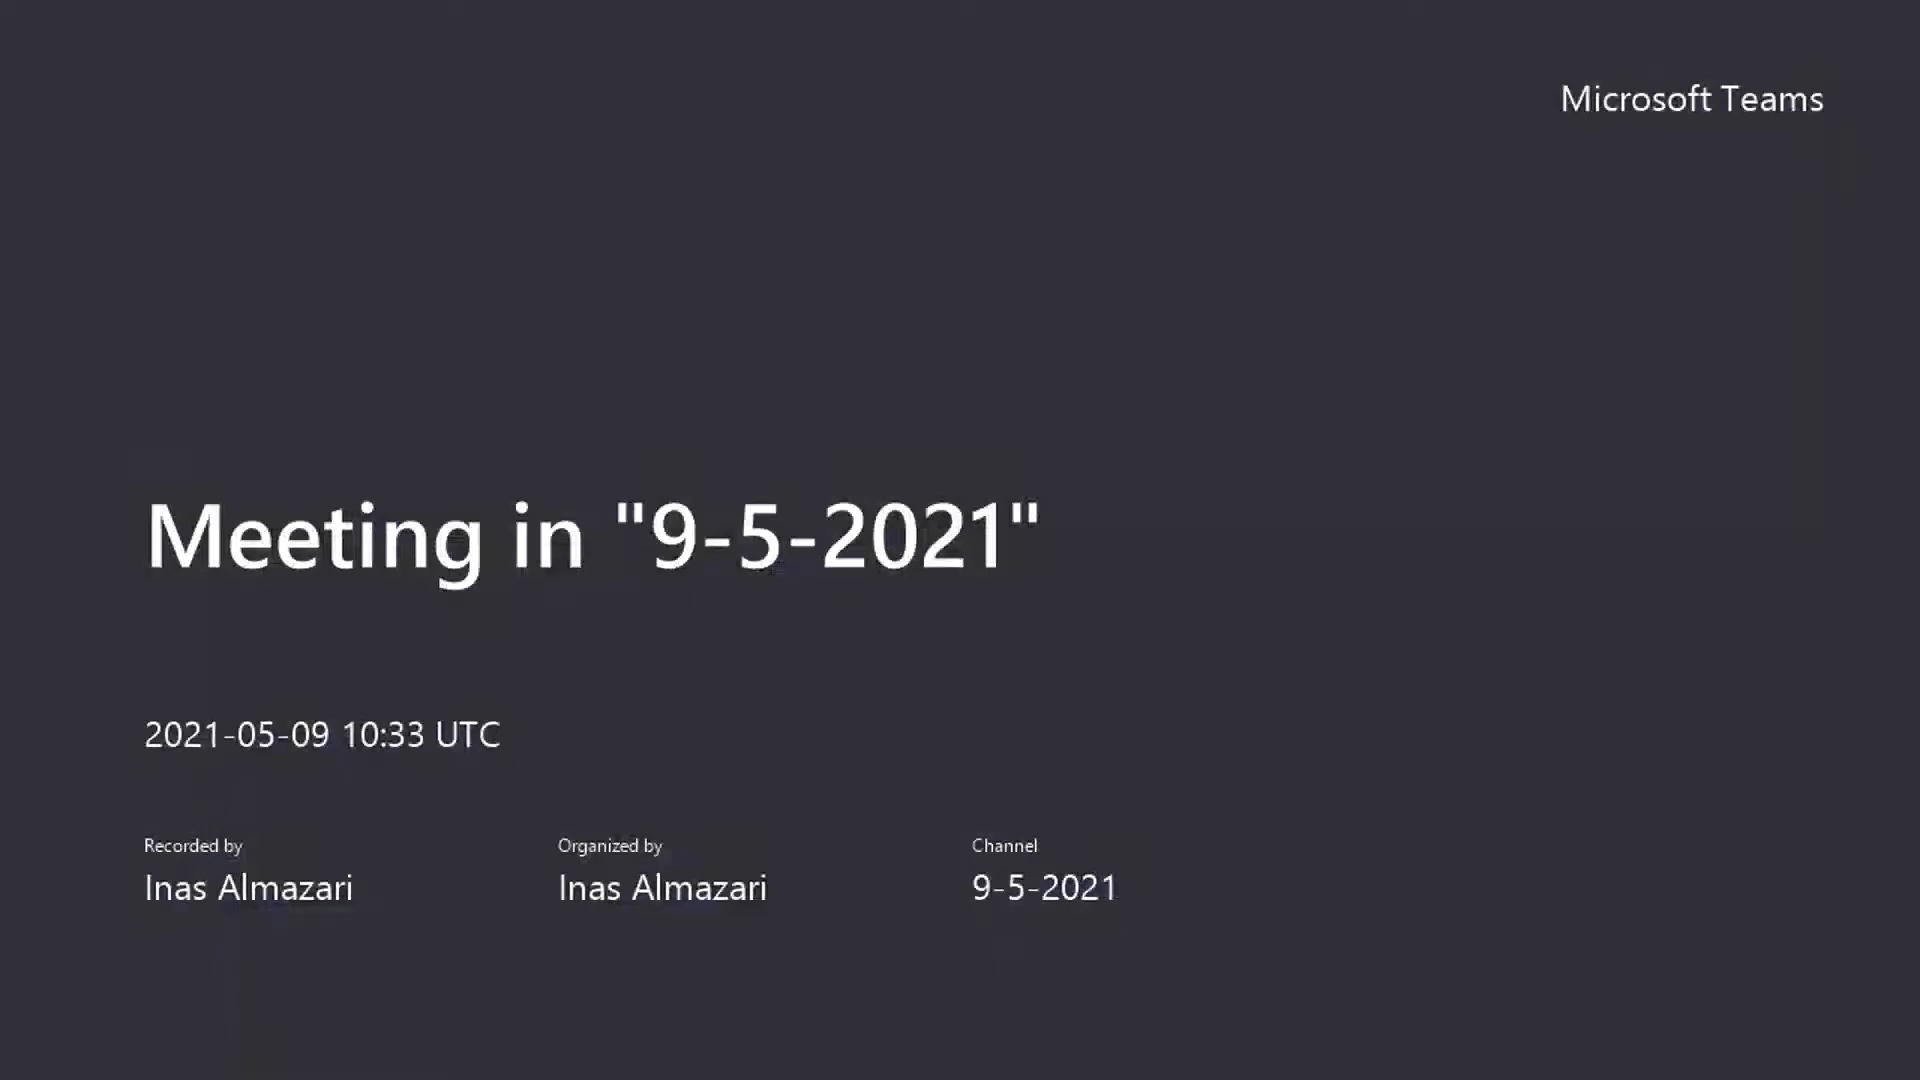 Microsoft Teams
Meeting in "9-5-2021"
2021-05-09 10:33 UTC
Recorded by
Inas Almazari
Organized by
Inas Almazari
Channel
9-5-2021